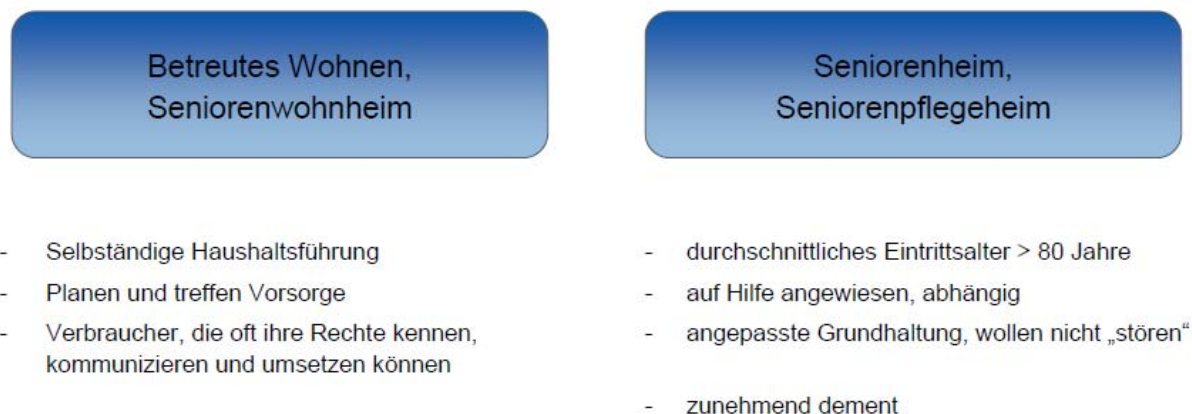 Betreutes Wohnen,
Seniorenwohnheim
- Selbständige Haushaltsführung
- Planen und treffen Vorsorge
- Verbraucher, die oft ihre Rechte kennen,
kommunizieren und umsetzen können
Seniorenheim,
Seniorenpflegeheim
- durchschnittliches Eintrittsalter > 80 Jahre
- auf Hilfe angewiesen, abhängig
- angepasste Grundhaltung, wollen nicht „stören“
- zunehmend dement